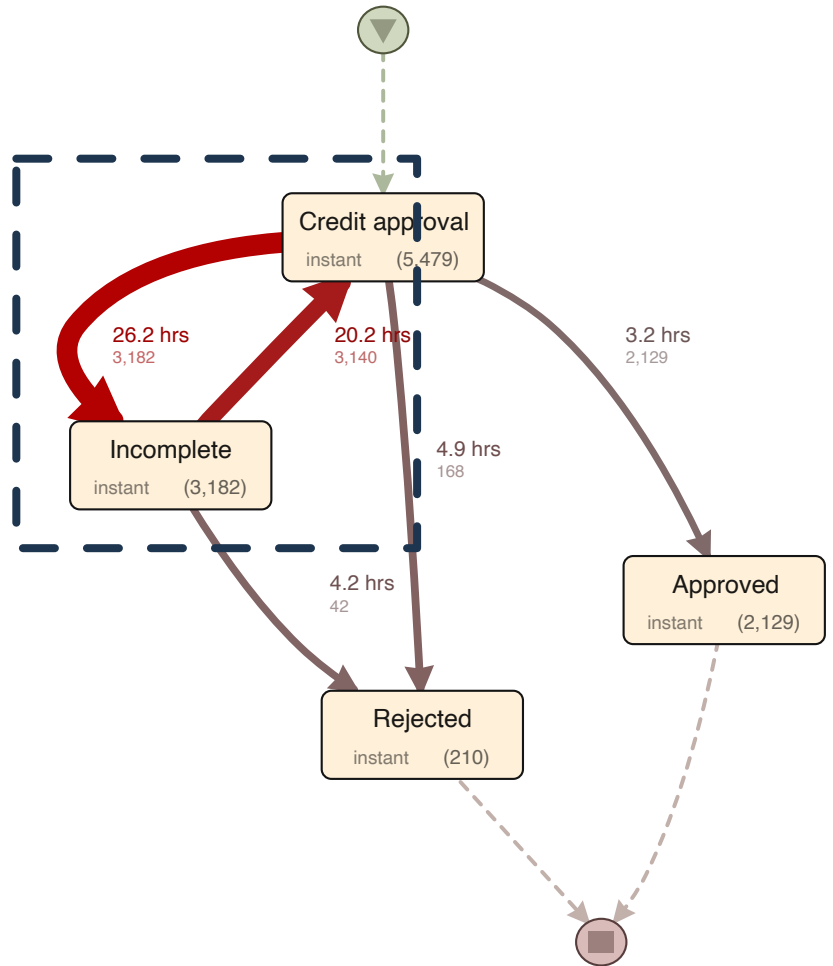 Credit approval
instant (5,479)
26.2 hrs
3,182
20.2 hrs
3,140
3.2 hrs
2,129
Incomplete
instant (3,182)
4.9 hrs
168
4.2 hrs
42
Approved
instant (2,129)
Rejected
instant (210)